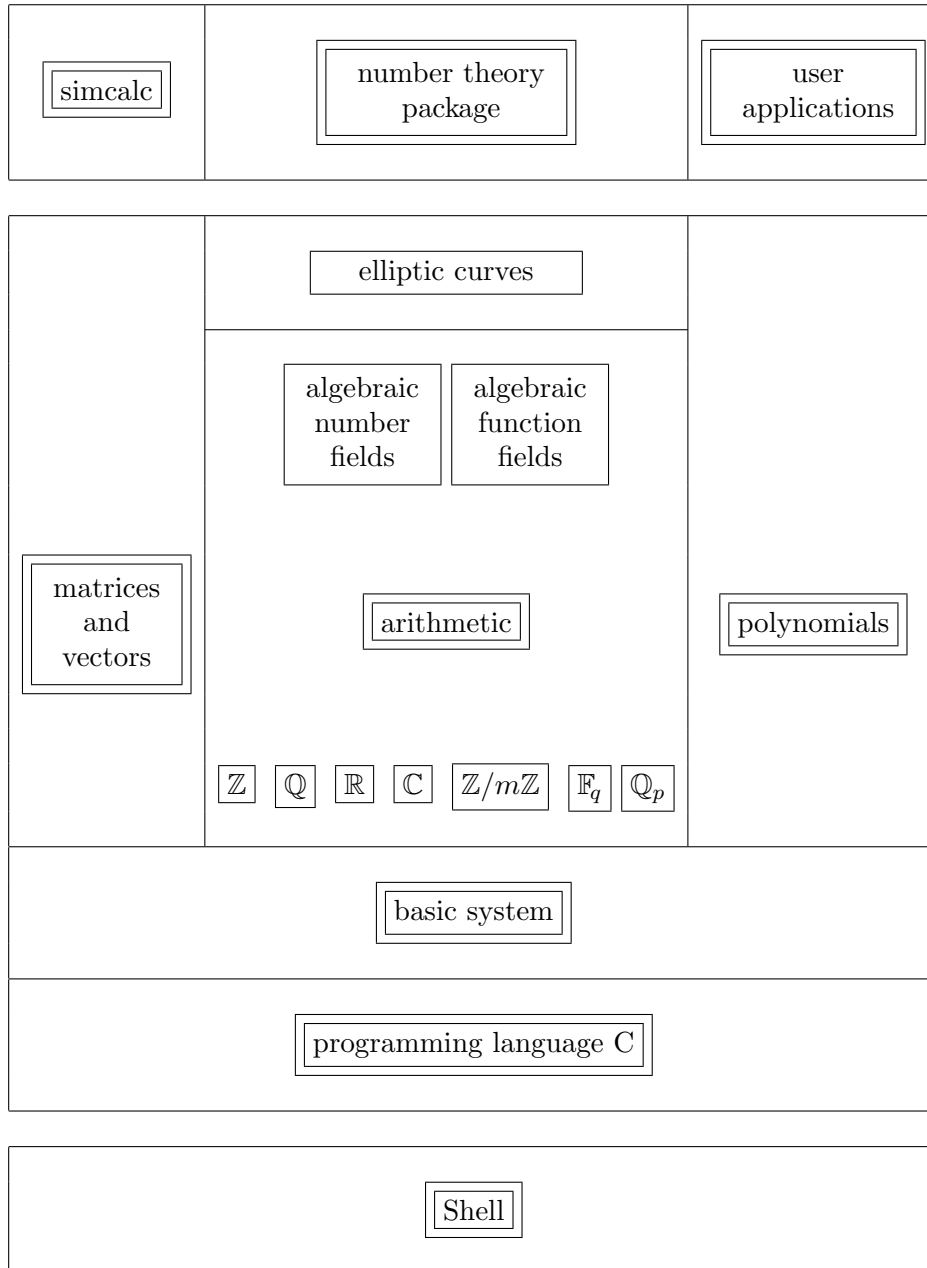 simcalc
number theory
package
user
applications
elliptic curves
algebraic
number
fields
algebraic
function
fields
matrices
and
vectors
arithmetic
polynomials
ℤ ℚ ℝ ℂ ℤ/mℤ 𝔽_q ℚ_p
basic system
programming language C
Shell